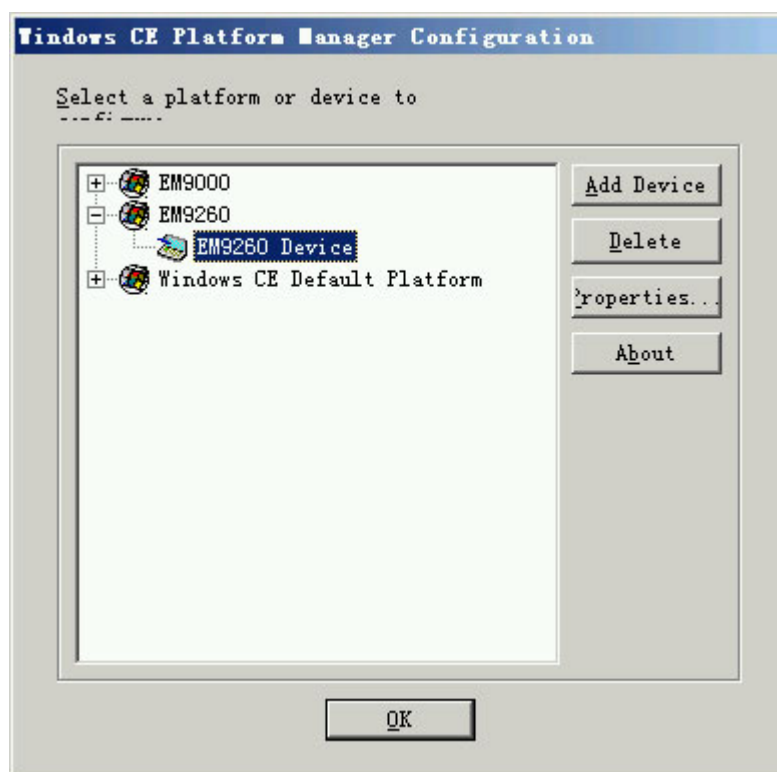 Windows CE Platform Manager Configuration
Select a platform or device to
EM9000
EM9260
EM9260 Device
Windows CE Default Platform
Add Device
Delete
Properties...
About
OK